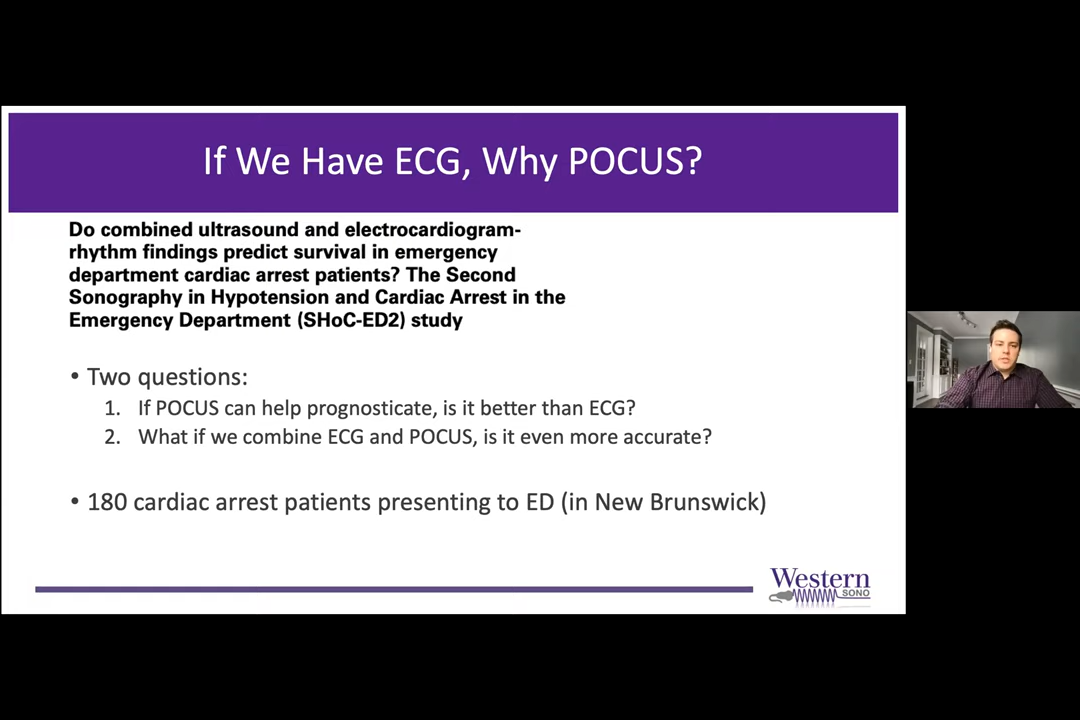 If We Have ECG, Why POCUS?
Do combined ultrasound and electrocardiogram-
rhythm findings predict survival in emergency
department cardiac arrest patients? The Second
Sonography in Hypotension and Cardiac Arrest in the
Emergency Department (SHoC-ED2) study
• Two questions:
1. If POCUS can help prognosticate, is it better than ECG?
2. What if we combine ECG and POCUS, is it even more accurate?
• 180 cardiac arrest patients presenting to ED (in New Brunswick)
Western
SONO